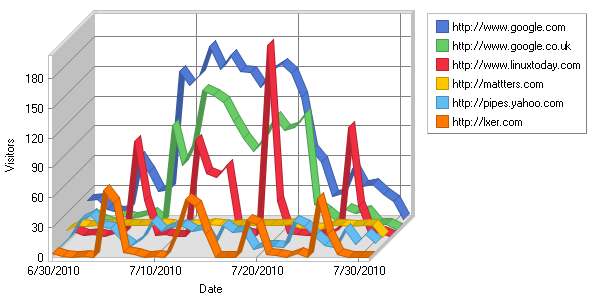 180
150
120
90
60
30
0
Visitors
6/30/2010
7/10/2010
7/20/2010
7/30/2010
Date
http://www.google.com
http://www.google.co.uk
http://www.linuxtoday.com
http://mattters.com
http://pipes.yahoo.com
http://lxer.com